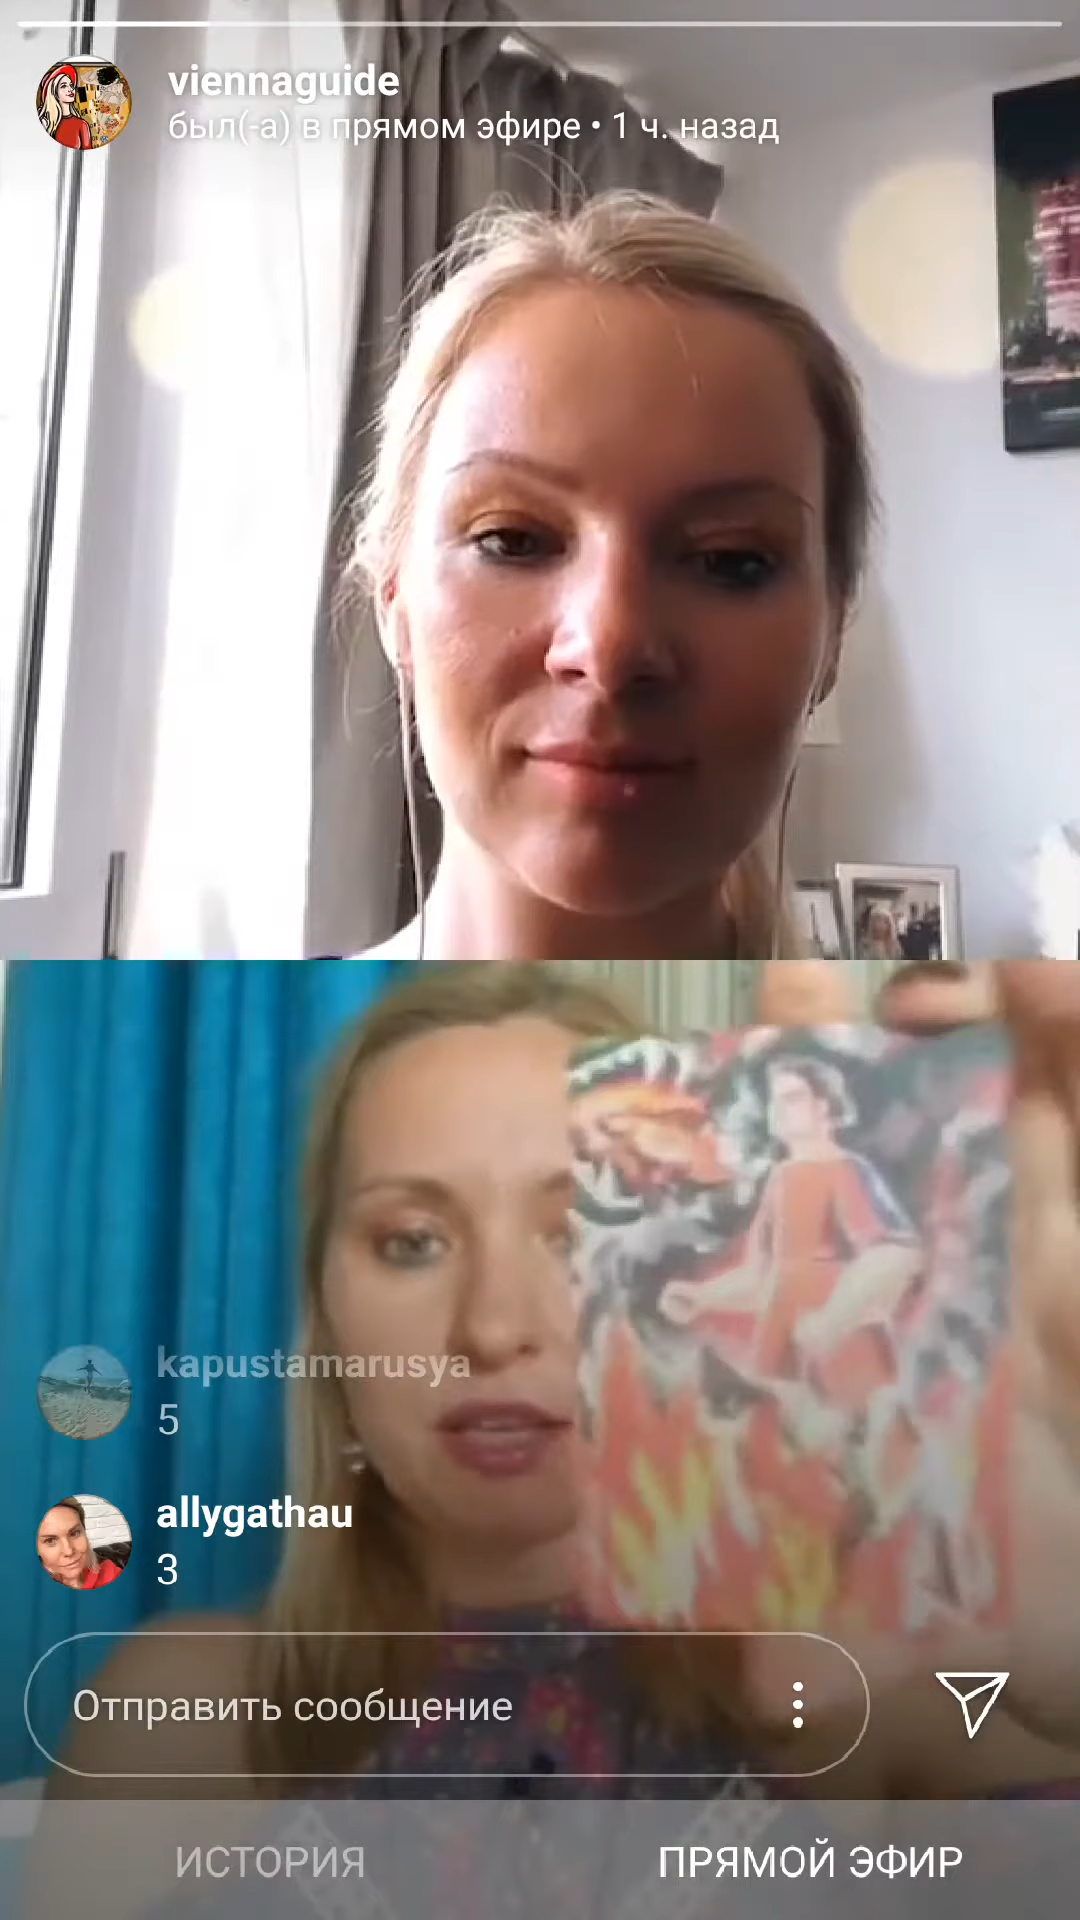 viennaguide
был(-а) в прямом эфире • 1 ч. назад
kapustamarusya
5
allygathau
3
Отправить сообщение
ИСТОРИЯ
ПРЯМОЙ ЭФИР